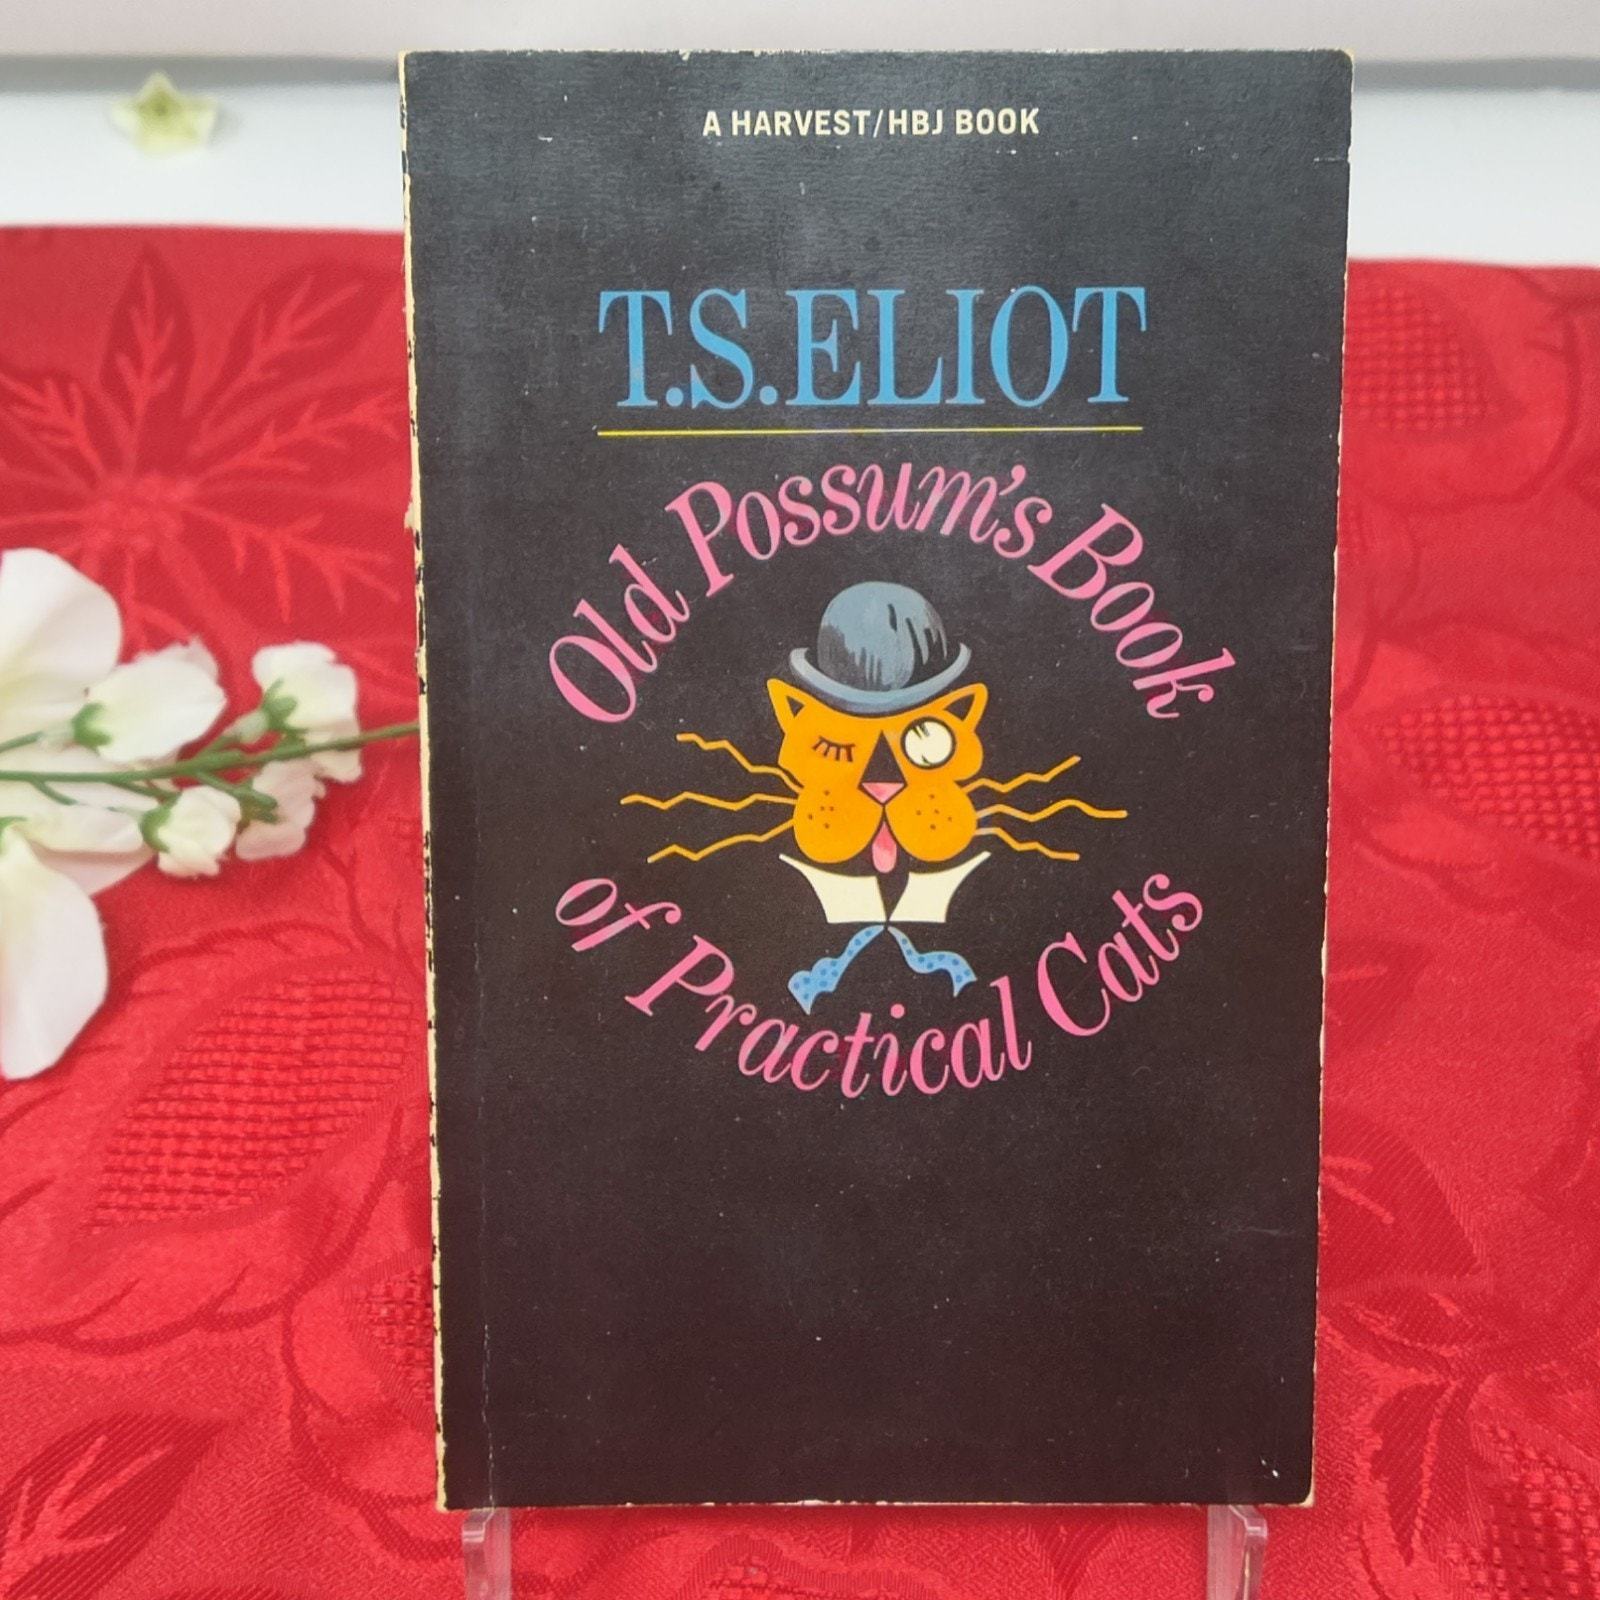 A HARVEST/HBJ BOOK
T.S.ELIOT
Old Possum's Book
of Practical Cats